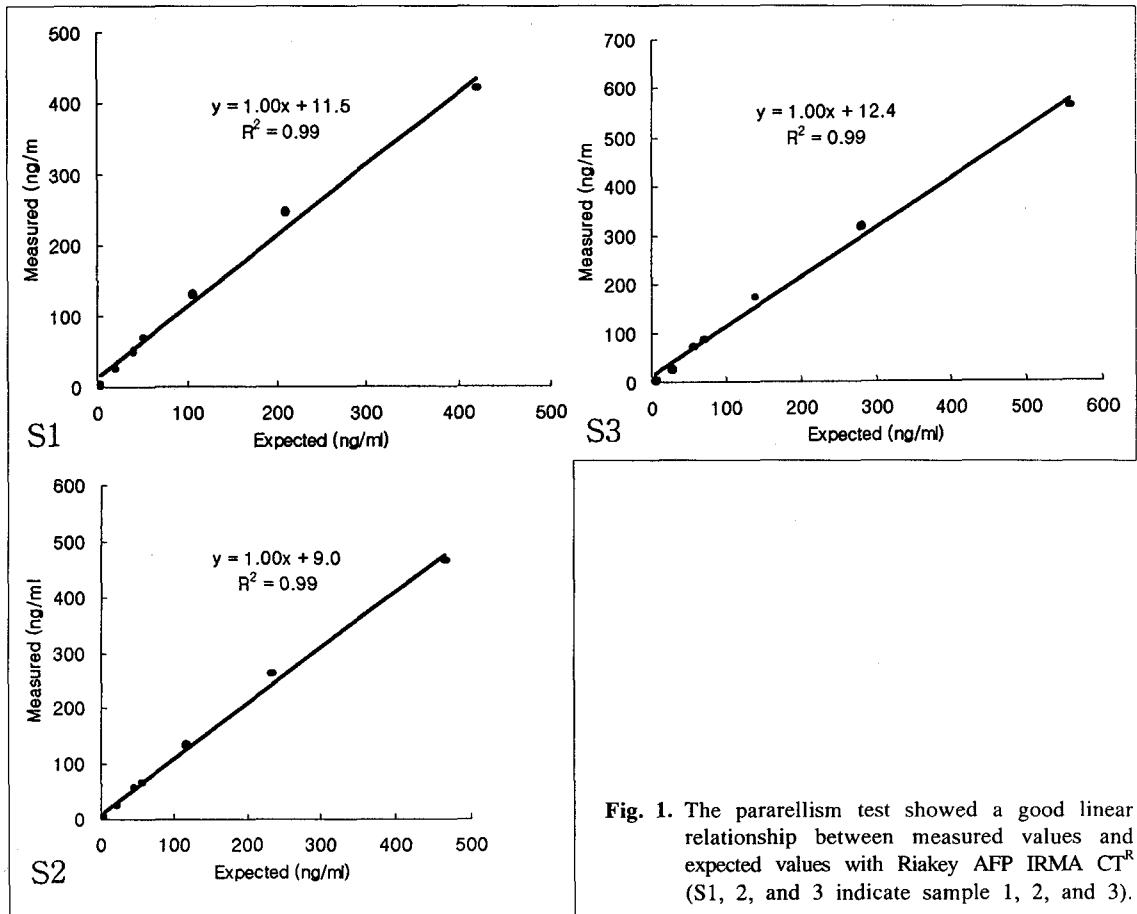 500
400
300
200
100
0
Measured (ng/m
y = 1.00x + 11.5
R² = 0.99
0 100 200 300 400 500
Expected (ng/ml)
S1
700
600
500
400
300
200
100
0
Measured (ng/m
y = 1.00x + 12.4
R² = 0.99
0 100 200 300 400 500 600
Expected (ng/ml)
S3
600
500
400
300
200
100
0
Measured (ng/ml
y = 1.00x + 9.0
R² = 0.99
0 100 200 300 400 500
Expected (ng/ml)
S2
Fig. 1. The pararellism test showed a good linear
relationship between measured values and
expected values with Riakey AFP IRMA CTᴿ
(S1, 2, and 3 indicate sample 1, 2, and 3).